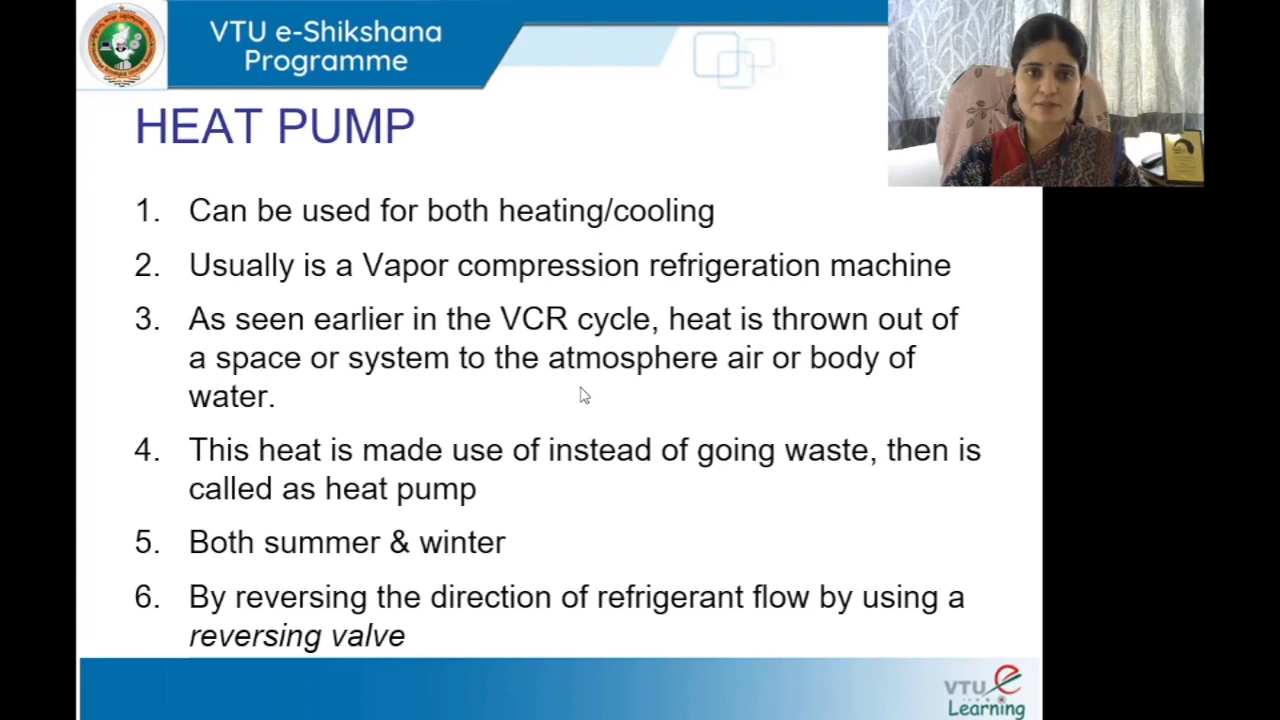 VTU e-Shikshana
Programme
HEAT PUMP
1. Can be used for both heating/cooling
2. Usually is a Vapor compression refrigeration machine
3. As seen earlier in the VCR cycle, heat is thrown out of
a space or system to the atmosphere air or body of
water.
4. This heat is made use of instead of going waste, then is
called as heat pump
5. Both summer & winter
6. By reversing the direction of refrigerant flow by using a
reversing valve
VTU e
Learning